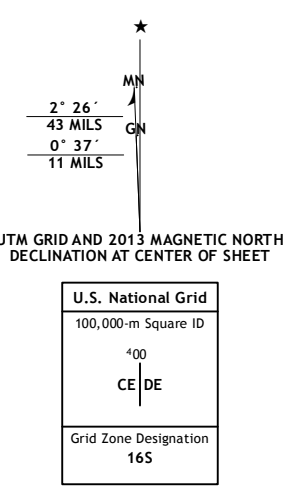 ★
MN
2° 26´
43 MILS
GN
0° 37´
11 MILS
UTM GRID AND 2013 MAGNETIC NORTH
DECLINATION AT CENTER OF SHEET
U.S. National Grid
100,000-m Square ID
⁴00
CE DE
Grid Zone Designation
16S